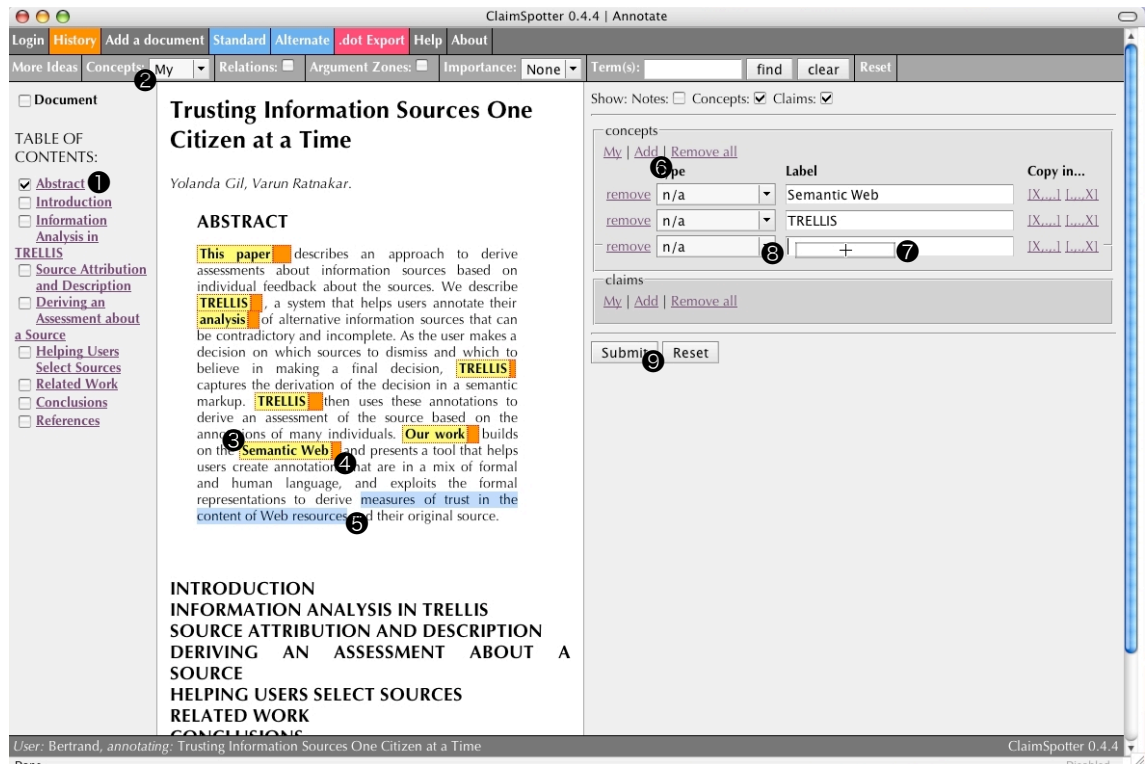 ClaimSpotter 0.4.4 | Annotate
Login History Add a document Standard Alternate .dot Export Help About
More Ideas Concepts: My Relations: Argument Zones: Importance: None Term(s): find clear Reset
2
Document
TABLE OF
CONTENTS:
Abstract 1
Introduction
Information
Analysis in
TRELLIS
Source Attribution
and Description
Deriving an
Assessment about
a Source
Helping Users
Select Sources
Related Work
Conclusions
References
Trusting Information Sources One
Citizen at a Time
Yolanda Gil, Varun Ratnakar.
ABSTRACT
This paper describes an approach to derive
assessments about information sources based on
individual feedback about the sources. We describe
TRELLIS , a system that helps users annotate their
analysis of alternative information sources that can
be contradictory and incomplete. As the user makes a
decision on which sources to dismiss and which to
believe in making a final decision, TRELLIS
captures the derivation of the decision in a semantic
markup. TRELLIS then uses these annotations to
derive an assessment of the source based on the
annotations of many individuals. Our work builds
3
on the Semantic Web and presents a tool that helps
4
users create annotations that are in a mix of formal
and human language, and exploits the formal
representations to derive measures of trust in the
content of Web resources and their original source.
5
INTRODUCTION
INFORMATION ANALYSIS IN TRELLIS
SOURCE ATTRIBUTION AND DESCRIPTION
DERIVING AN ASSESSMENT ABOUT A
SOURCE
HELPING USERS SELECT SOURCES
RELATED WORK
CONCLUSIONS
Show: Notes: Concepts: Claims:
concepts
My | Add | Remove all
6
Type Label Copy in...
remove n/a Semantic Web [X....] [....X]
remove n/a TRELLIS [X....] [....X]
remove n/a 8 7 [X....] [....X]
claims
My | Add | Remove all
Submit Reset
9
User: Bertrand, annotating: Trusting Information Sources One Citizen at a Time ClaimSpotter 0.4.4
Done Disabled